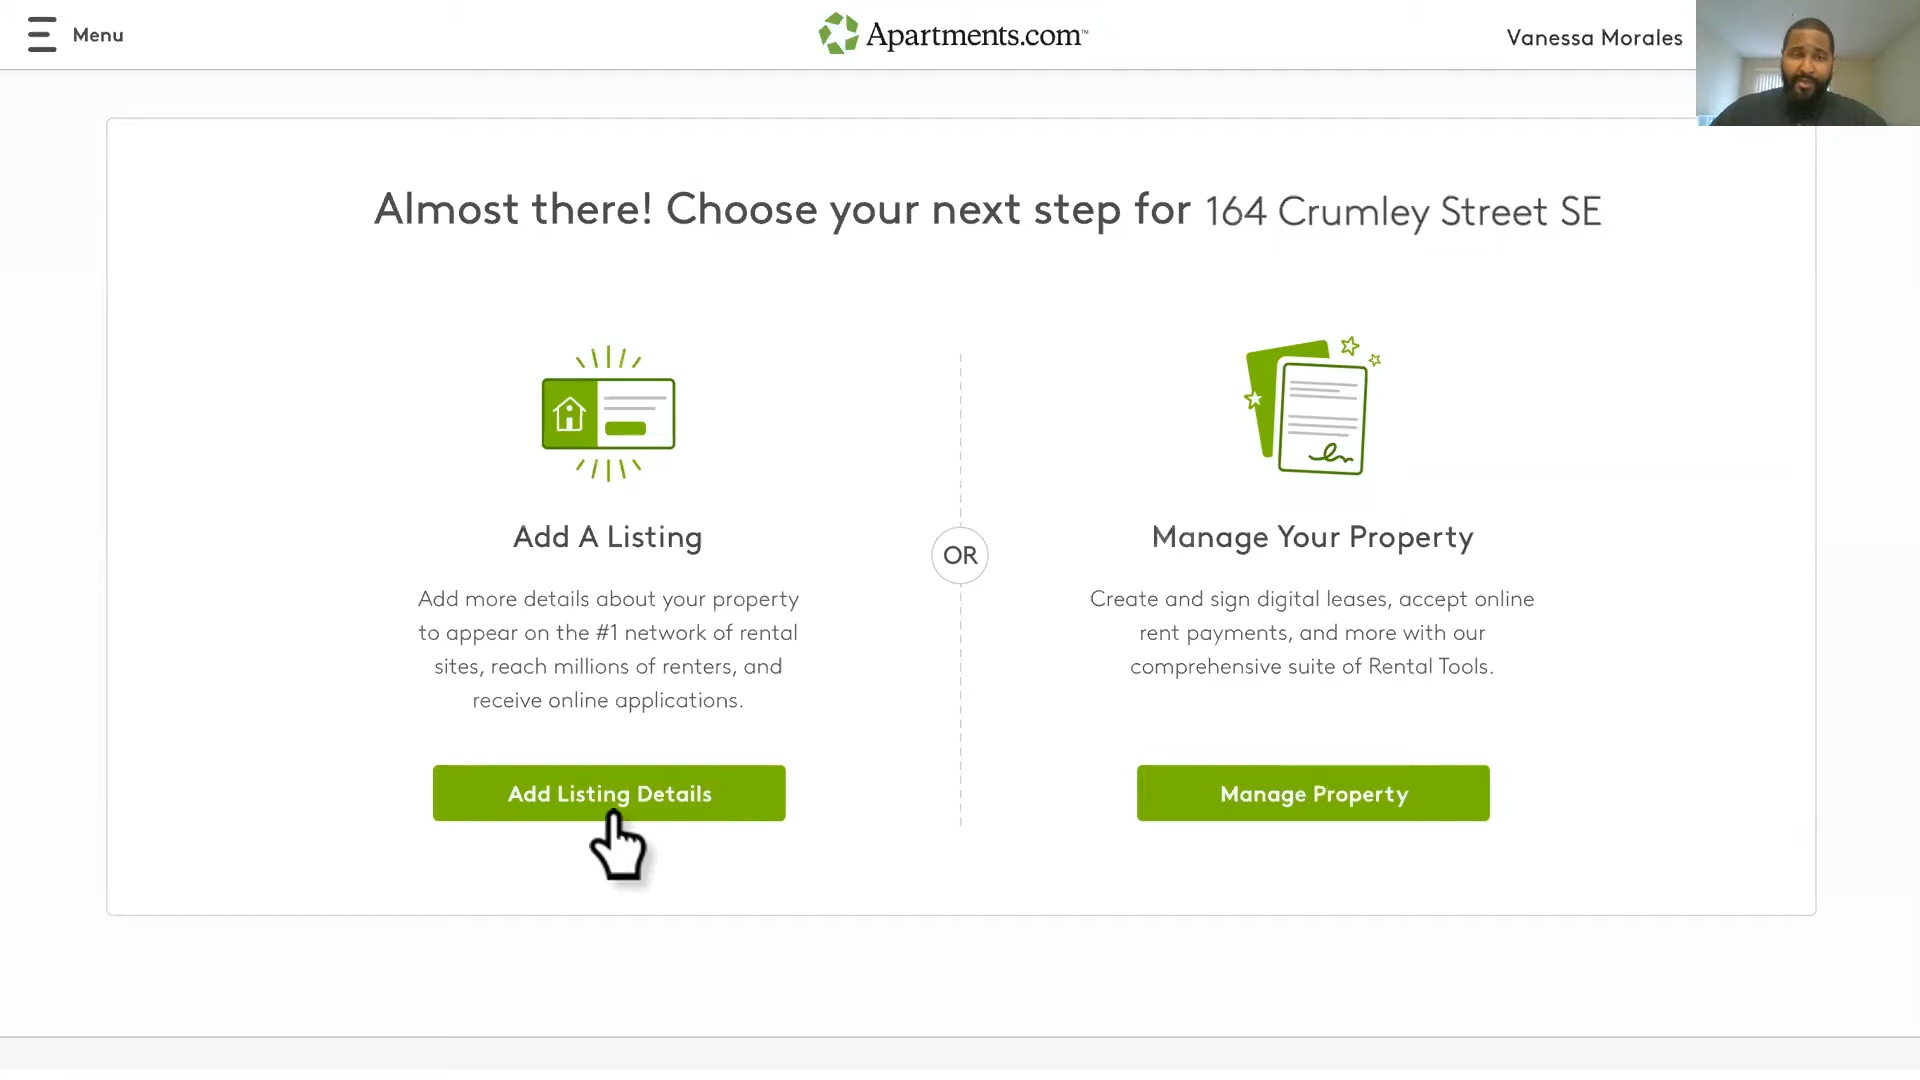 Menu
Apartments.com™
Vanessa Morales
Almost there! Choose your next step for 164 Crumley Street SE
Add A Listing
Add more details about your property
to appear on the #1 network of rental
sites, reach millions of renters, and
receive online applications.
Add Listing Details
OR
Manage Your Property
Create and sign digital leases, accept online
rent payments, and more with our
comprehensive suite of Rental Tools.
Manage Property